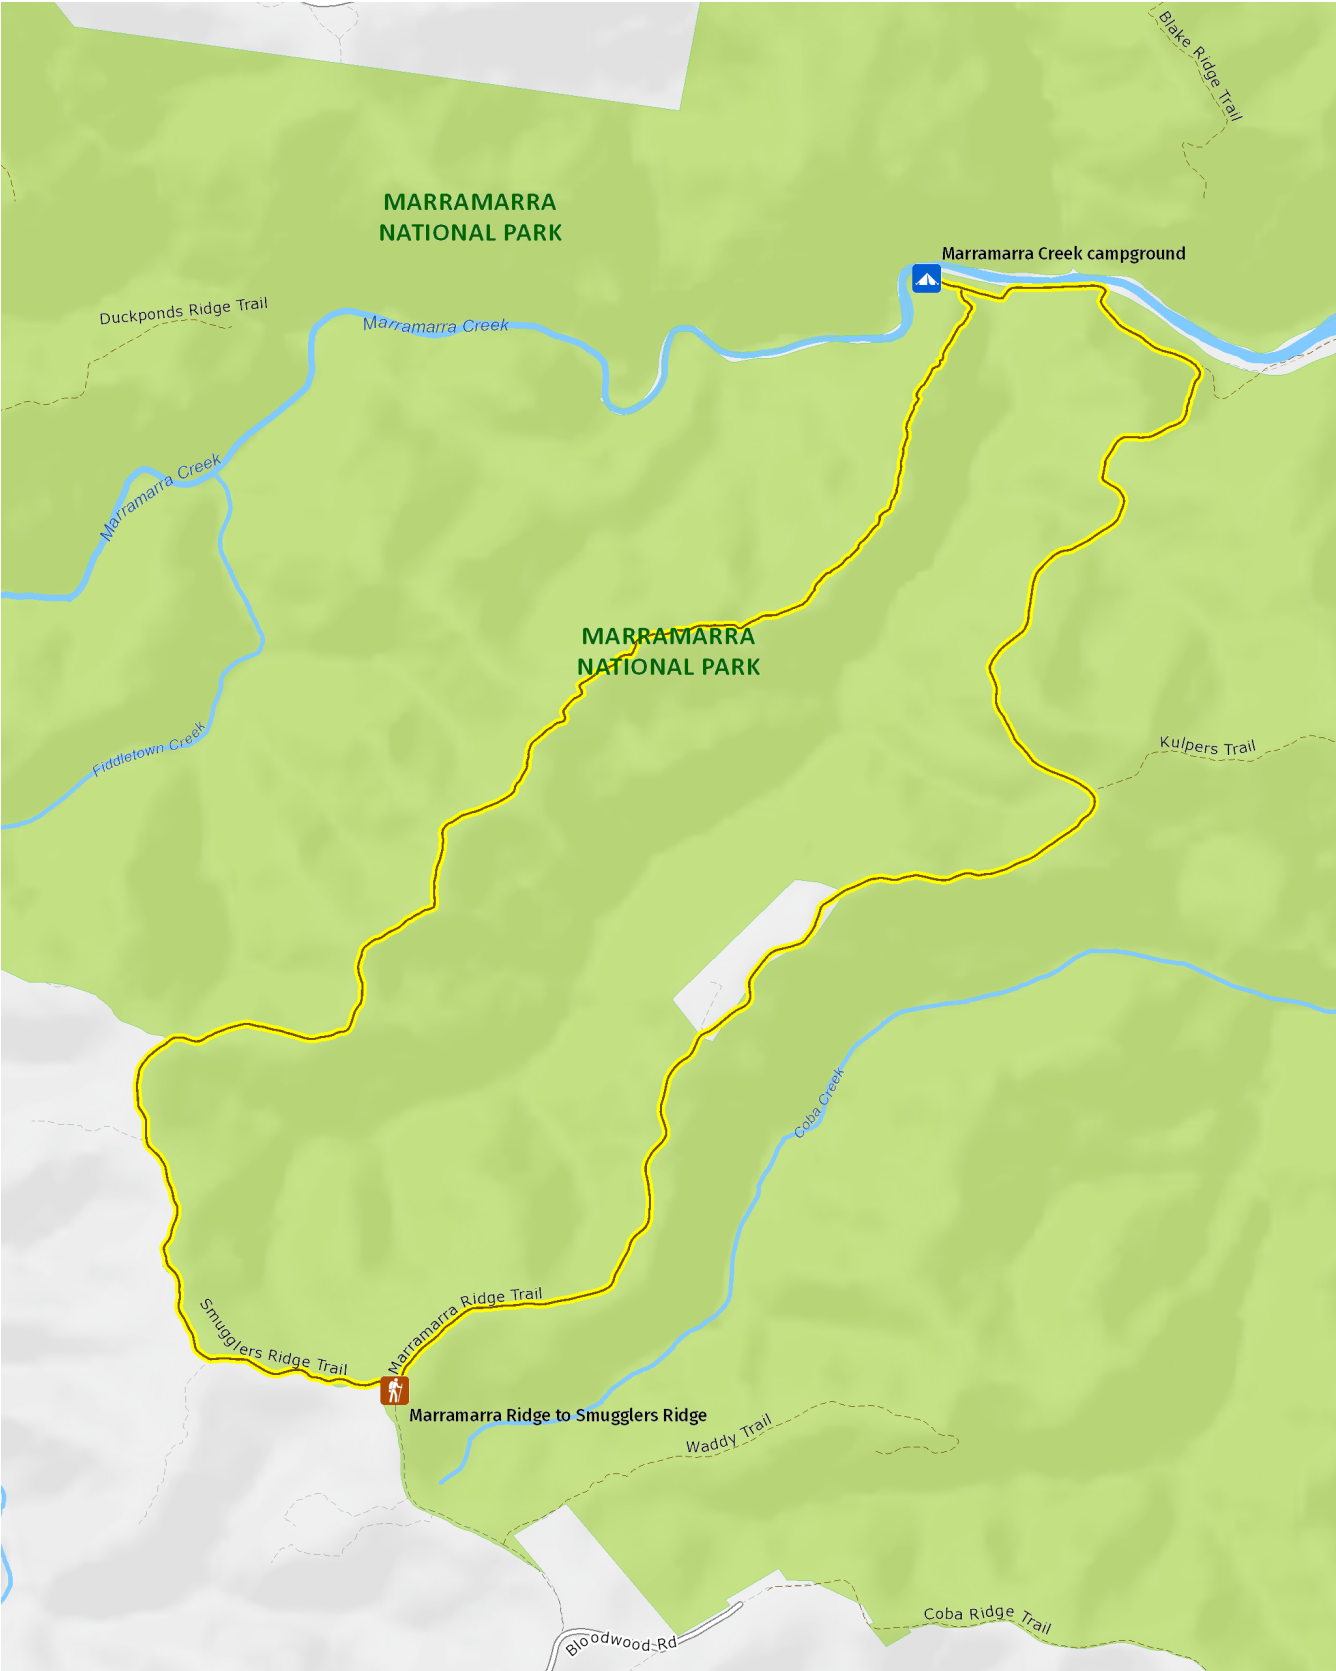 Blake Ridge Trail
MARRAMARRA
NATIONAL PARK
Marramarra Creek campground
Duckponds Ridge Trail
Marramarra Creek
Marramarra Creek
MARRAMARRA
NATIONAL PARK
Fiddletown Creek
Kulpers Trail
Coba Creek
Marramarra Ridge Trail
Smugglers Ridge Trail
Marramarra Ridge to Smugglers Ridge
Waddy Trail
Coba Ridge Trail
Bloodwood Rd